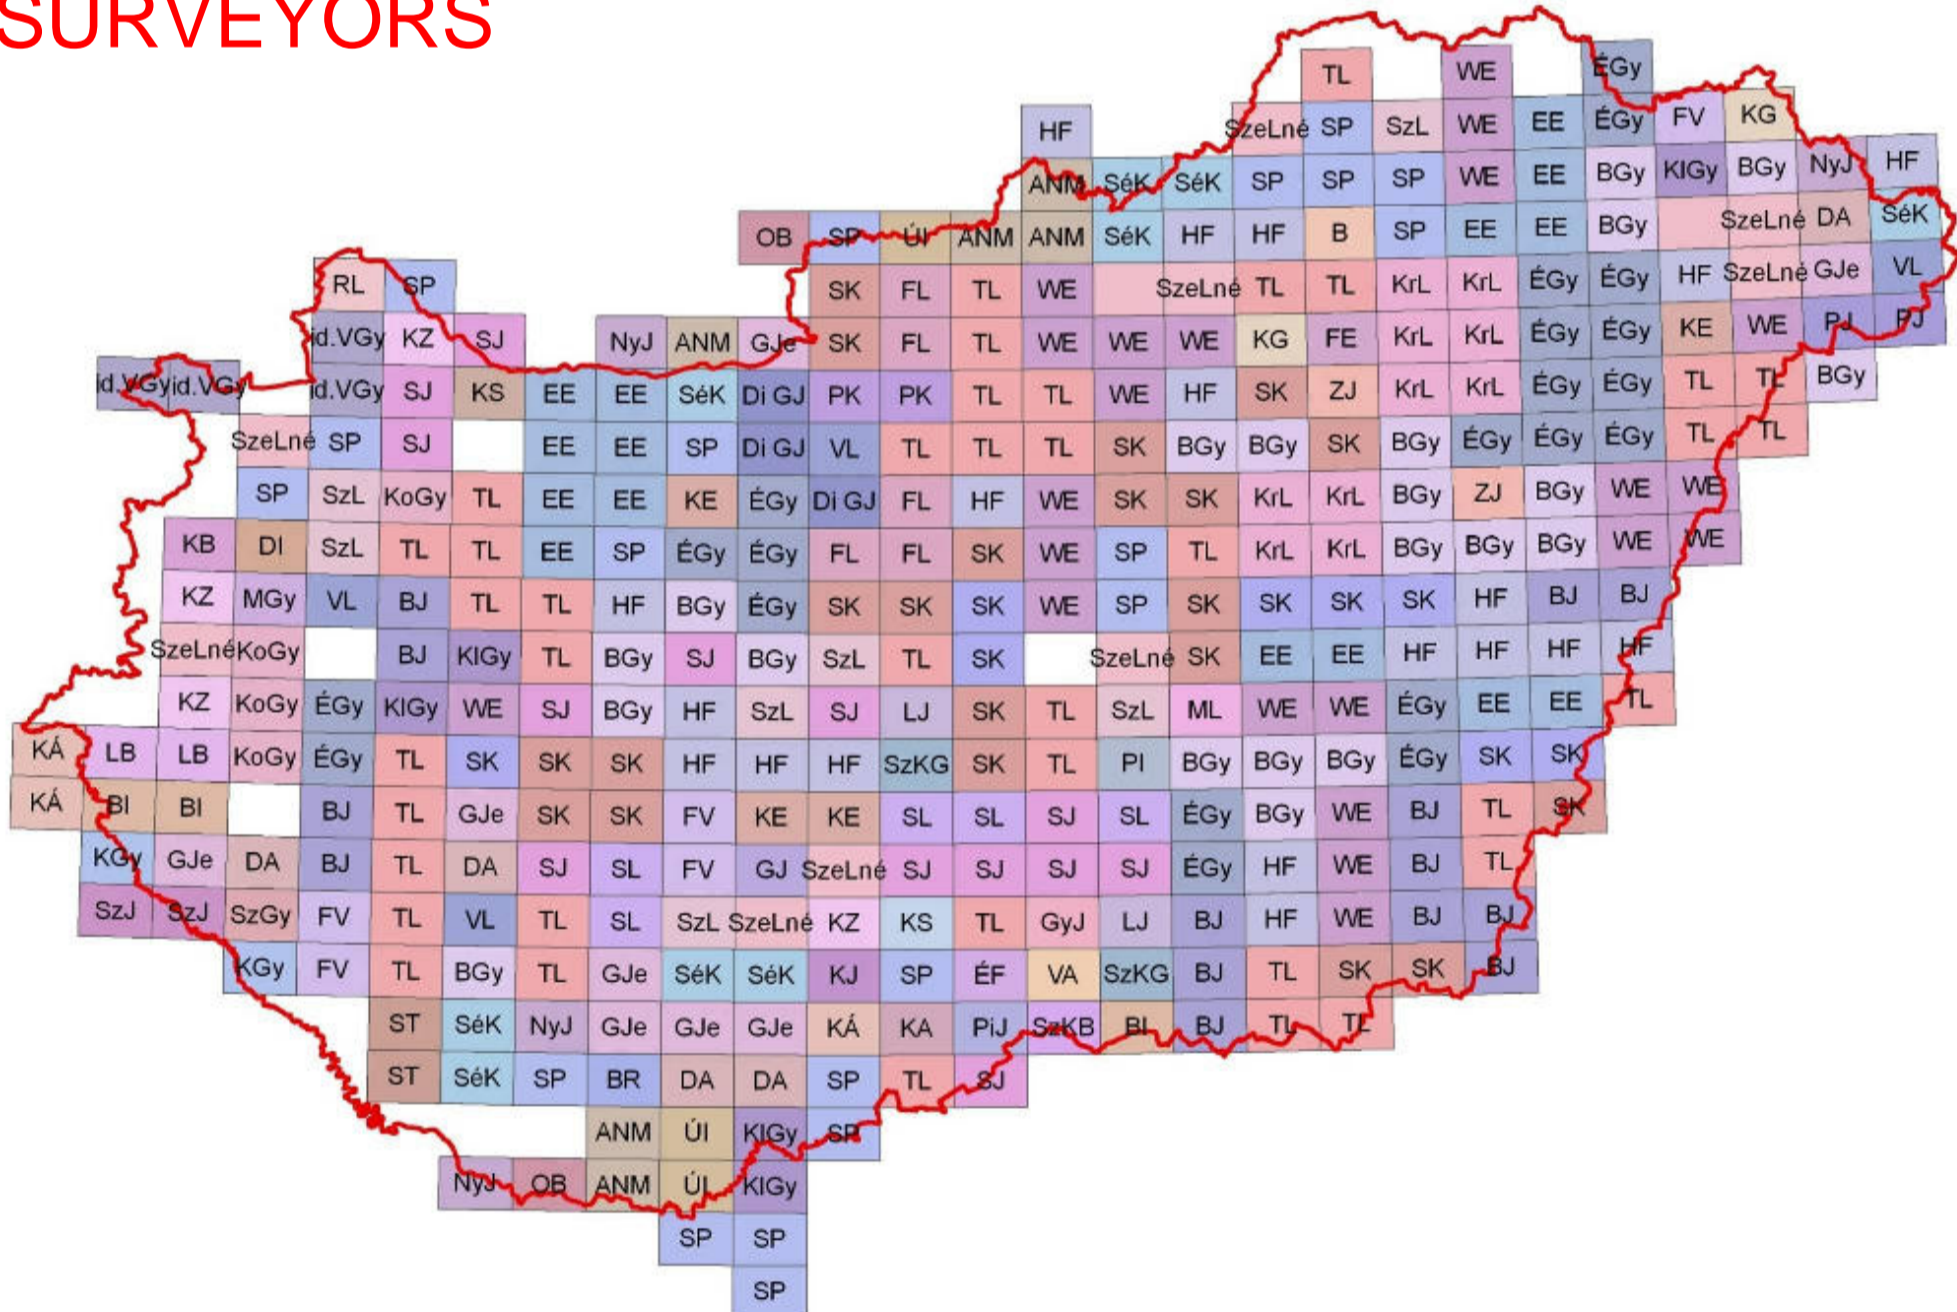 SURVEYORS
TL WE ÉGy
HF SzeLné SP SzL WE EE ÉGy FV KG
ANM SéK SéK SP SP SP WE EE BGy KIGy BGy NyJ HF
OB SP ÚI ANM ANM SéK HF HF B SP EE EE BGy SzeLné DA SéK
RL SP SK FL TL WE SzeLné TL TL KrL KrL ÉGy ÉGy HF SzeLné GJe VL
id.VGy KZ SJ NyJ ANM GJe SK FL TL WE WE WE KG FE KrL KrL ÉGy ÉGy KE WE PJ PJ
id.VGy id.VGy id.VGy SJ KS EE EE SéK Di GJ PK PK TL TL WE HF SK ZJ KrL KrL ÉGy ÉGy TL TL BGy
SzeLné SP SJ EE EE SP Di GJ VL TL TL TL SK BGy BGy SK BGy ÉGy ÉGy ÉGy TL TL
SP SzL KoGy TL EE EE KE ÉGy Di GJ FL HF WE SK SK KrL KrL BGy ZJ BGy WE WE
KB DI SzL TL TL EE SP ÉGy ÉGy FL FL SK WE SP TL KrL KrL BGy BGy BGy WE WE
KZ MGy VL BJ TL TL HF BGy ÉGy SK SK SK WE SP SK SK SK SK HF BJ BJ
SzeLné KoGy BJ KIGy TL BGy SJ BGy SzL TL SK SzeLné SK EE EE HF HF HF HF
KZ KoGy ÉGy KIGy WE SJ BGy HF SzL SJ LJ SK TL SzL ML WE WE ÉGy EE EE TL
KÁ LB LB KoGy ÉGy TL SK SK SK HF HF HF SzKG SK TL PI BGy BGy BGy ÉGy SK SK
KÁ BI BI BJ TL GJe SK SK FV KE KE SL SL SJ SL ÉGy BGy WE BJ TL SK
KGy GJe DA BJ TL DA SJ SL FV GJ SzeLné SJ SJ SJ SJ ÉGy HF WE BJ TL
SzJ SzJ SzGy FV TL VL TL SL SzL SzeLné KZ KS TL GyJ LJ BJ HF WE BJ BJ
KGy FV TL BGy TL GJe SéK SéK KJ SP ÉF VA SzKG BJ TL SK SK BJ
ST SéK NyJ GJe GJe GJe KÁ KA PiJ SzKB BI BJ TL TL
ST SéK SP BR DA DA SP TL SJ
ANM ÚI KIGy SP
NyJ OB ANM ÚI KIGy
SP SP
SP